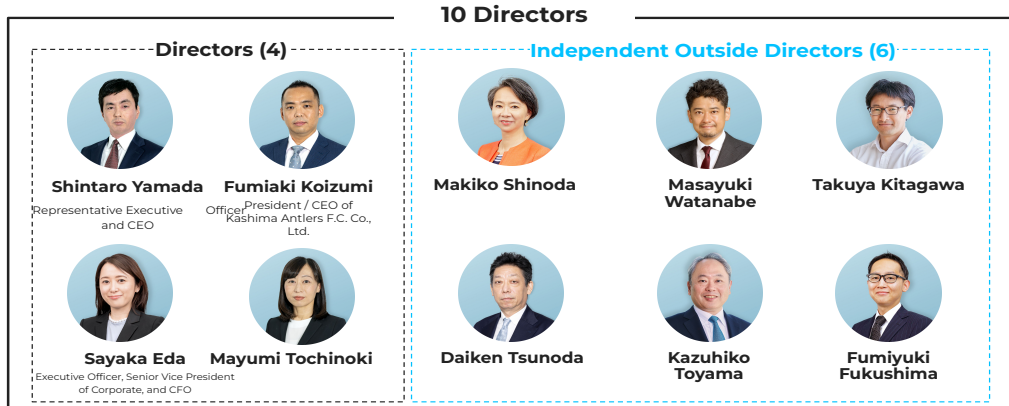 10 Directors
Directors (4)
Shintaro Yamada
Representative Executive Officer
and CEO
Fumiaki Koizumi
President / CEO of
Kashima Antlers F.C. Co.,
Ltd.
Sayaka Eda
Executive Officer, Senior Vice President
of Corporate, and CFO
Mayumi Tochinoki
Independent Outside Directors (6)
Makiko Shinoda
Masayuki
Watanabe
Takuya Kitagawa
Daiken Tsunoda
Kazuhiko
Toyama
Fumiyuki
Fukushima